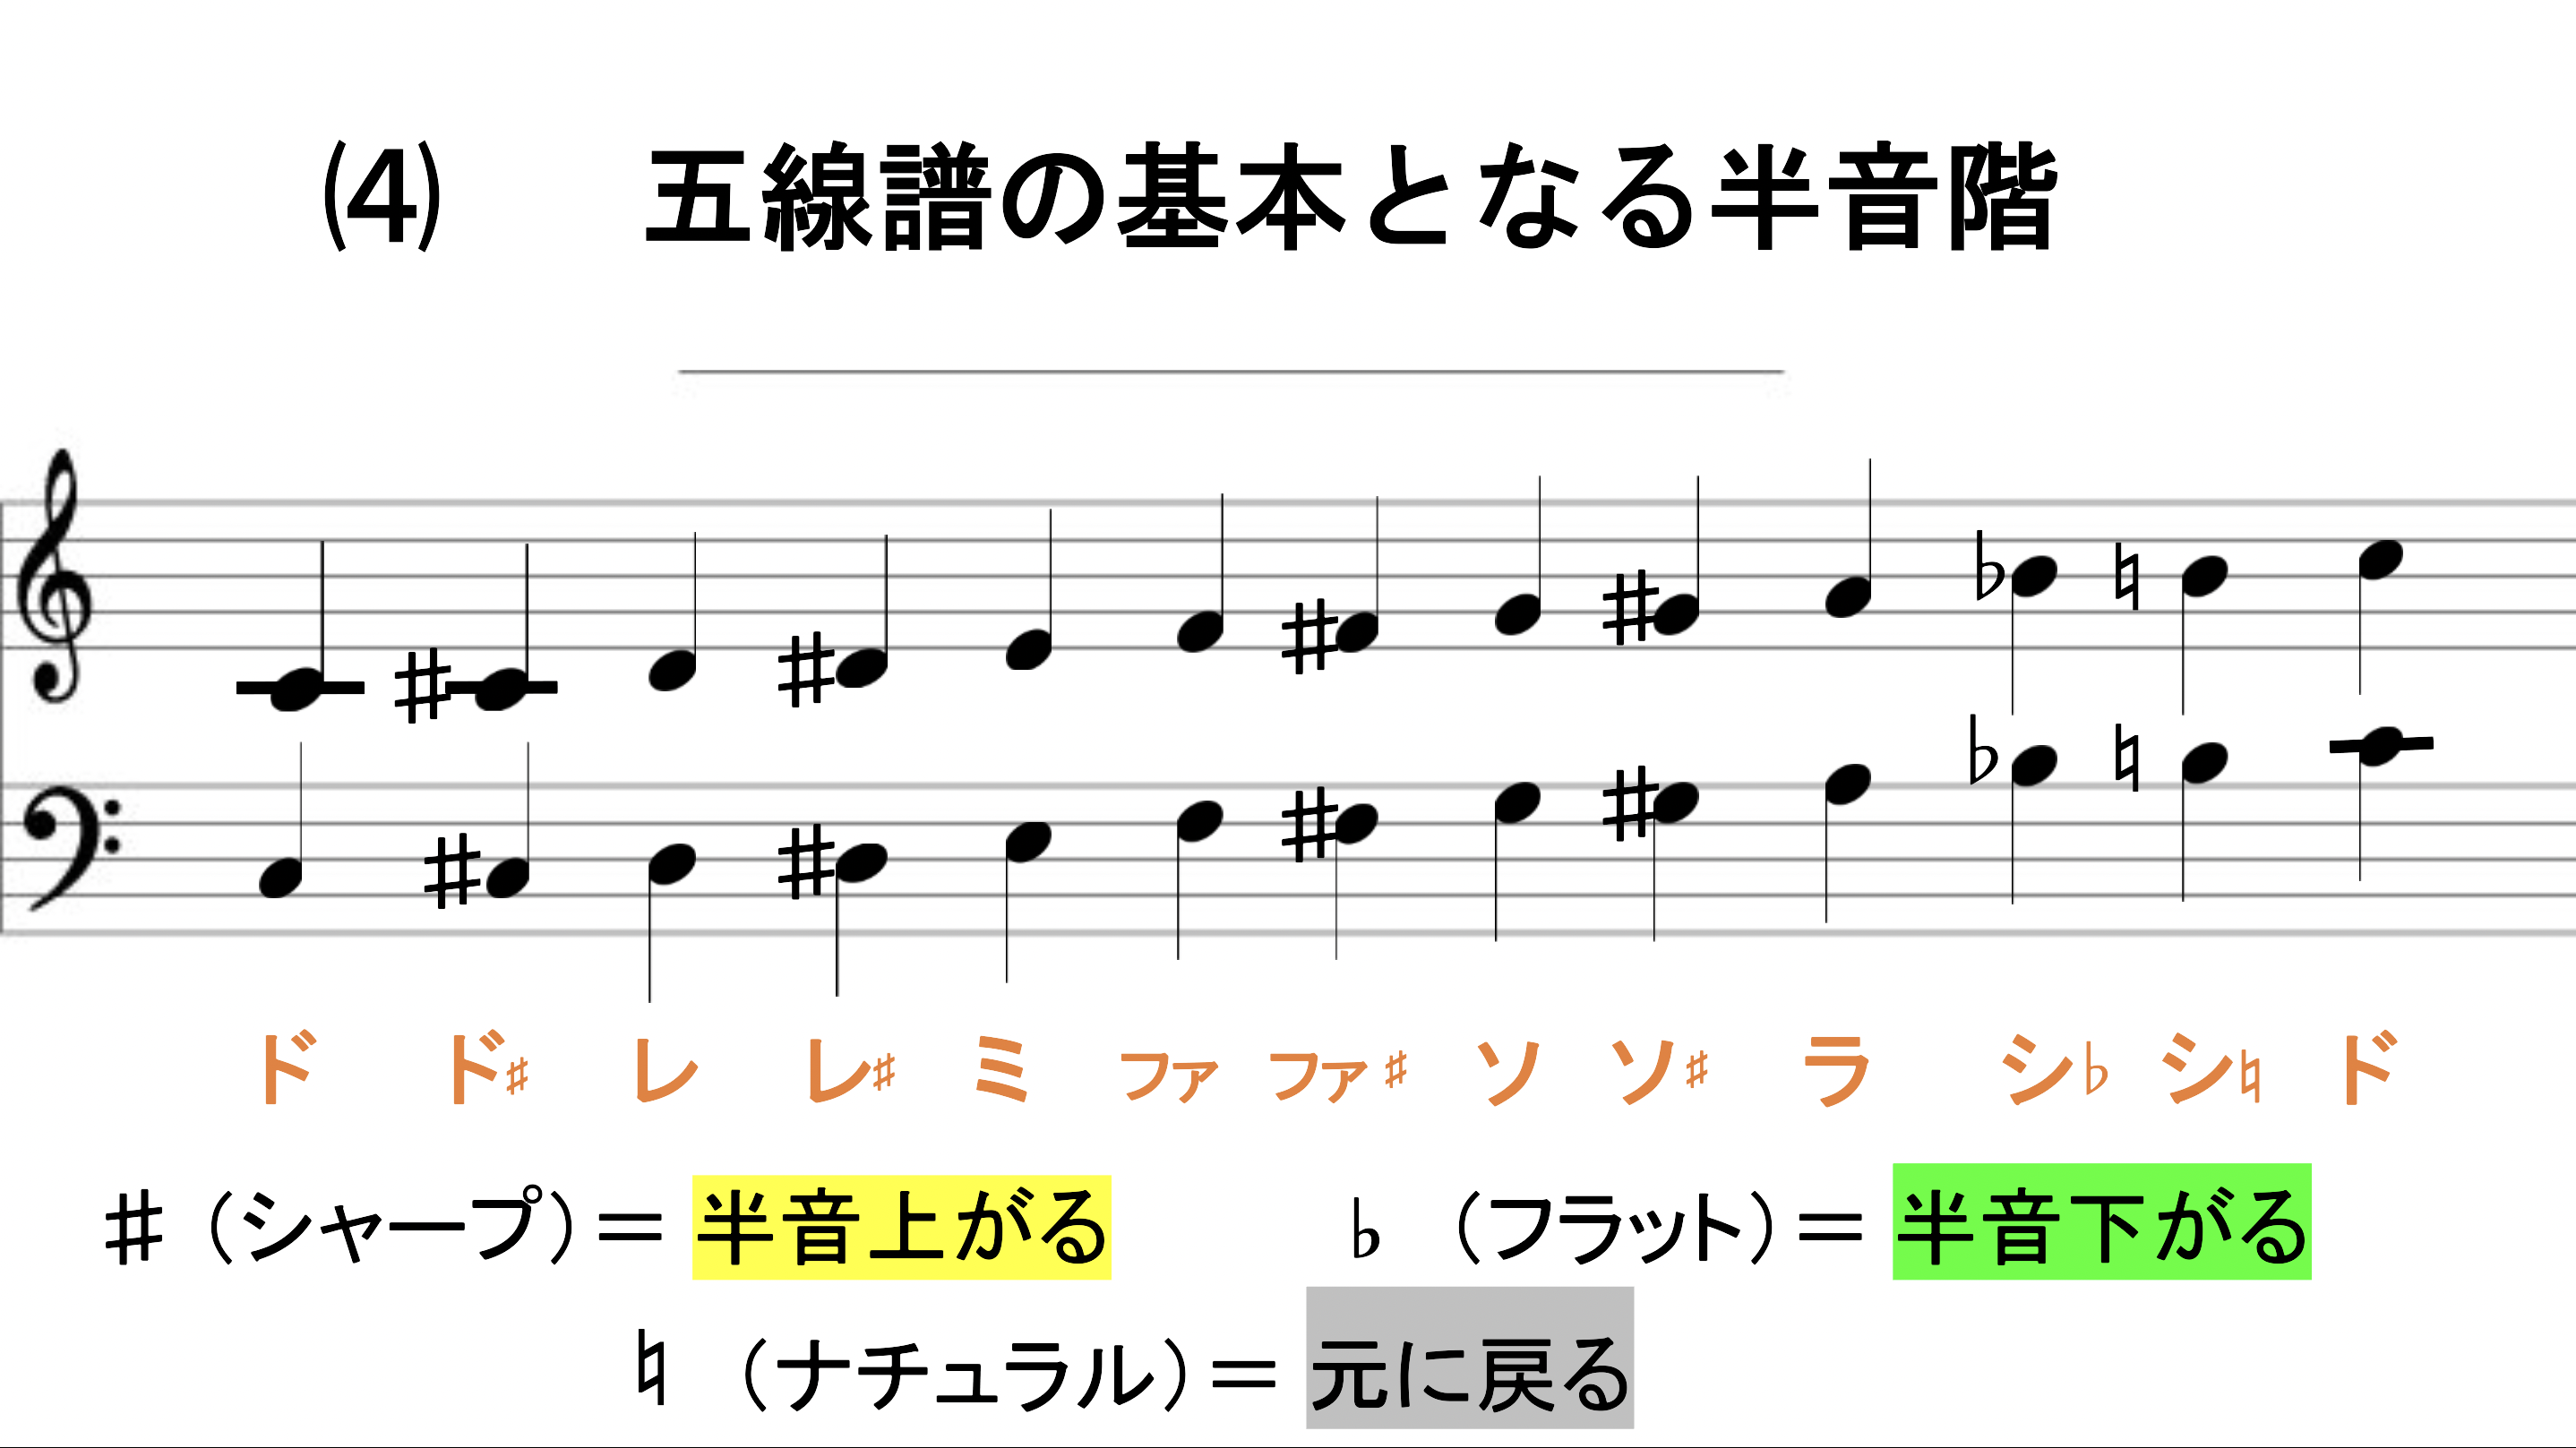 (4) 五線譜の基本となる半音階
ド ド♯ レ レ♯ ミ ファ ファ♯ ソ ソ♯ ラ シ♭ シ♮ ド
♯（シャープ）＝半音上がる ♭（フラット）＝半音下がる
♮（ナチュラル）＝元に戻る